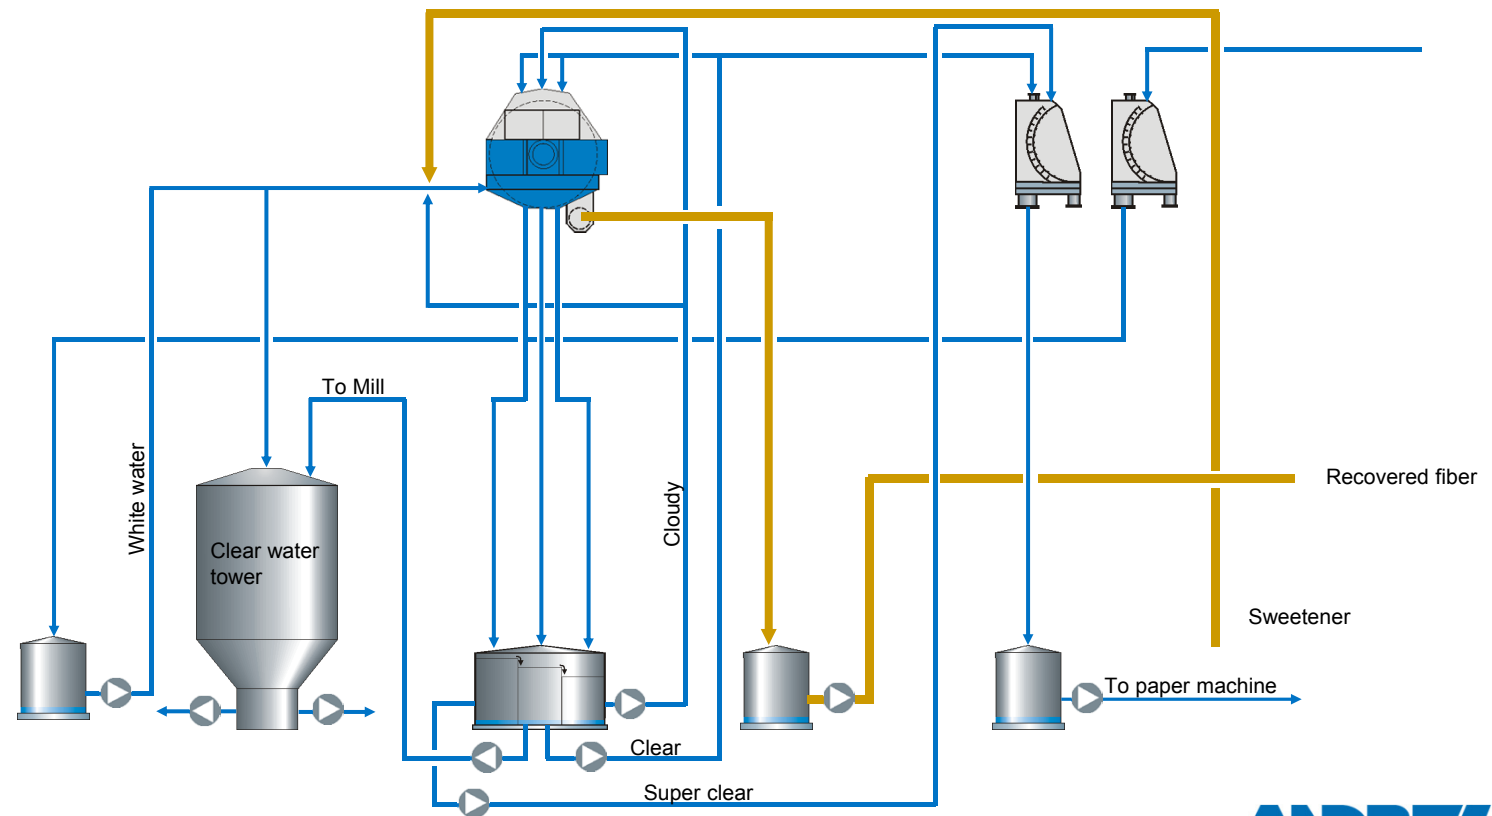 To Mill
White water
Cloudy
Recovered fiber
Clear water
tower
Sweetener
To paper machine
Clear
Super clear